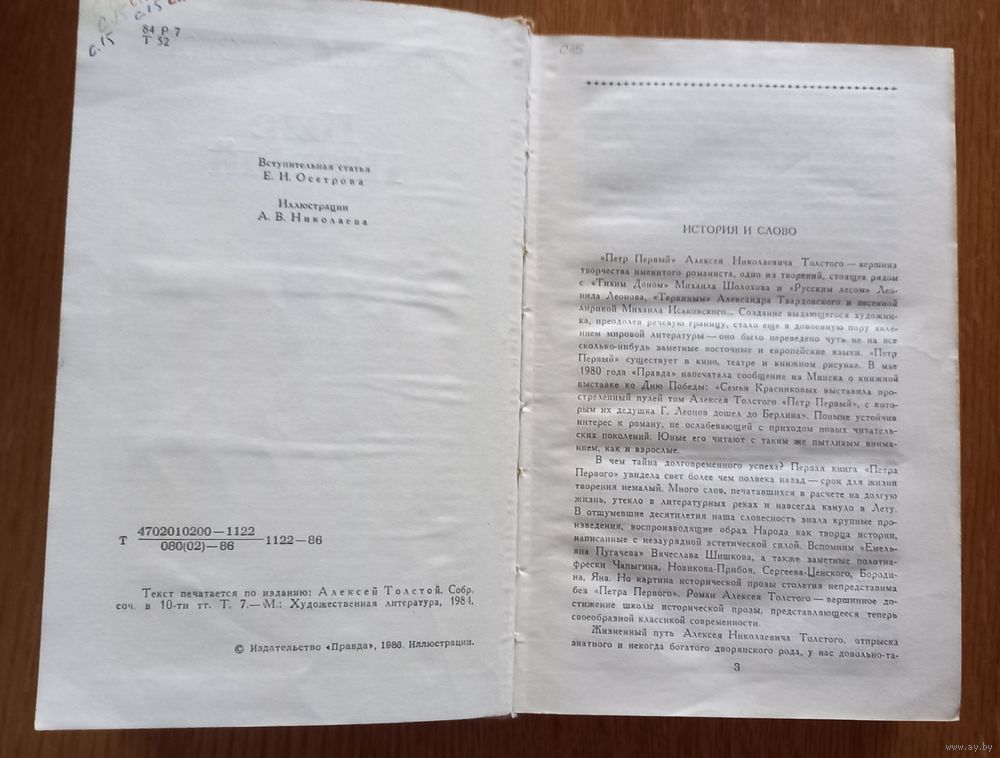 с.15
с.15
с.15
84 Р 7
Т 52
Вступительная статья
Е. И. Осетрова
Иллюстрации
А. В. Николаева
Т 4702010200—1122
080(02)—86
1122—86
Текст печатается по изданию: Алексей Толстой. Собр.
соч. в 10-ти тт. Т. 7.—М.: Художественная литература, 1984.
© Издательство «Правда», 1986. Иллюстрации.
с.15
ИСТОРИЯ И СЛОВО
«Петр Первый» Алексея Николаевича Толстого — вершина
творчества именитого романиста, одно из творений, стоящее рядом
с «Тихим Доном» Михаила Шолохова и «Русским лесом» Лео-
нида Леонова, «Теркиным» Александра Твардовского и песенной
лирикой Михаила Исаковского... Создание выдающегося художни-
ка, преодолев речевую границу, стало еще в довоенную пору явле-
нием мировой литературы — оно было переведено чуть не на все
сколько-нибудь заметные восточные и европейские языки. «Петр
Первый» существует в кино, театре и книжном рисунке. В мае
1980 года «Правда» напечатала сообщение из Минска о книжной
выставке ко Дню Победы: «Семья Красниковых выставила про-
стреленный пулей том Алексея Толстого «Петр Первый», с кото-
рым их дедушка Г. Леонов дошел до Берлина». Поныне устойчив
интерес к роману, не ослабевающий с приходом новых читатель-
ских поколений. Юные его читают с таким же пытливым внима-
нием, как и взрослые.
В чем тайна долговременного успеха? Первая книга «Петра
Первого» увидела свет более чем полвека назад — срок для жизни
творения немалый. Много слов, печатавшихся в расчете на долгую
жизнь, утекло в литературных реках и навсегда кануло в Лету.
В отшумевшие десятилетия наша словесность знала крупные про-
изведения, воспроизводящие образ Народа как творца истории,
написанные с незаурядной эстетической силой. Вспомним «Емель-
яна Пугачева» Вячеслава Шишкова, а также заметные полотна-
фрески Чапыгина, Новикова-Прибоя, Сергеева-Ценского, Бороди-
на, Яна. Но картина исторической прозы столетия непредставима
без «Петра Первого». Роман Алексея Толстого — вершинное до-
стижение школы исторической прозы, представляющееся теперь
своеобразной классикой современности.
Жизненный путь Алексея Николаевича Толстого, отпрыска
знатного и некогда богатого дворянского рода, у нас довольно-та-
3
www.ay.by